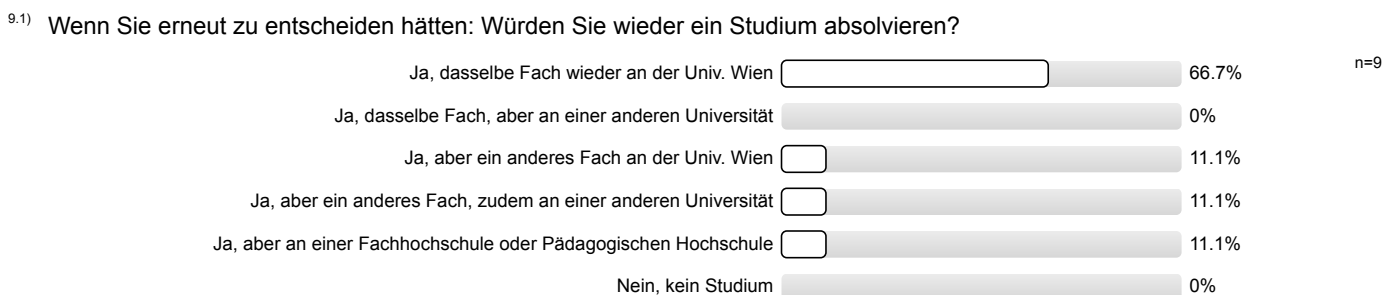 9.1) Wenn Sie erneut zu entscheiden hätten: Würden Sie wieder ein Studium absolvieren?
n=9
Ja, dasselbe Fach wieder an der Univ. Wien 66.7%
Ja, dasselbe Fach, aber an einer anderen Universität 0%
Ja, aber ein anderes Fach an der Univ. Wien 11.1%
Ja, aber ein anderes Fach, zudem an einer anderen Universität 11.1%
Ja, aber an einer Fachhochschule oder Pädagogischen Hochschule 11.1%
Nein, kein Studium 0%